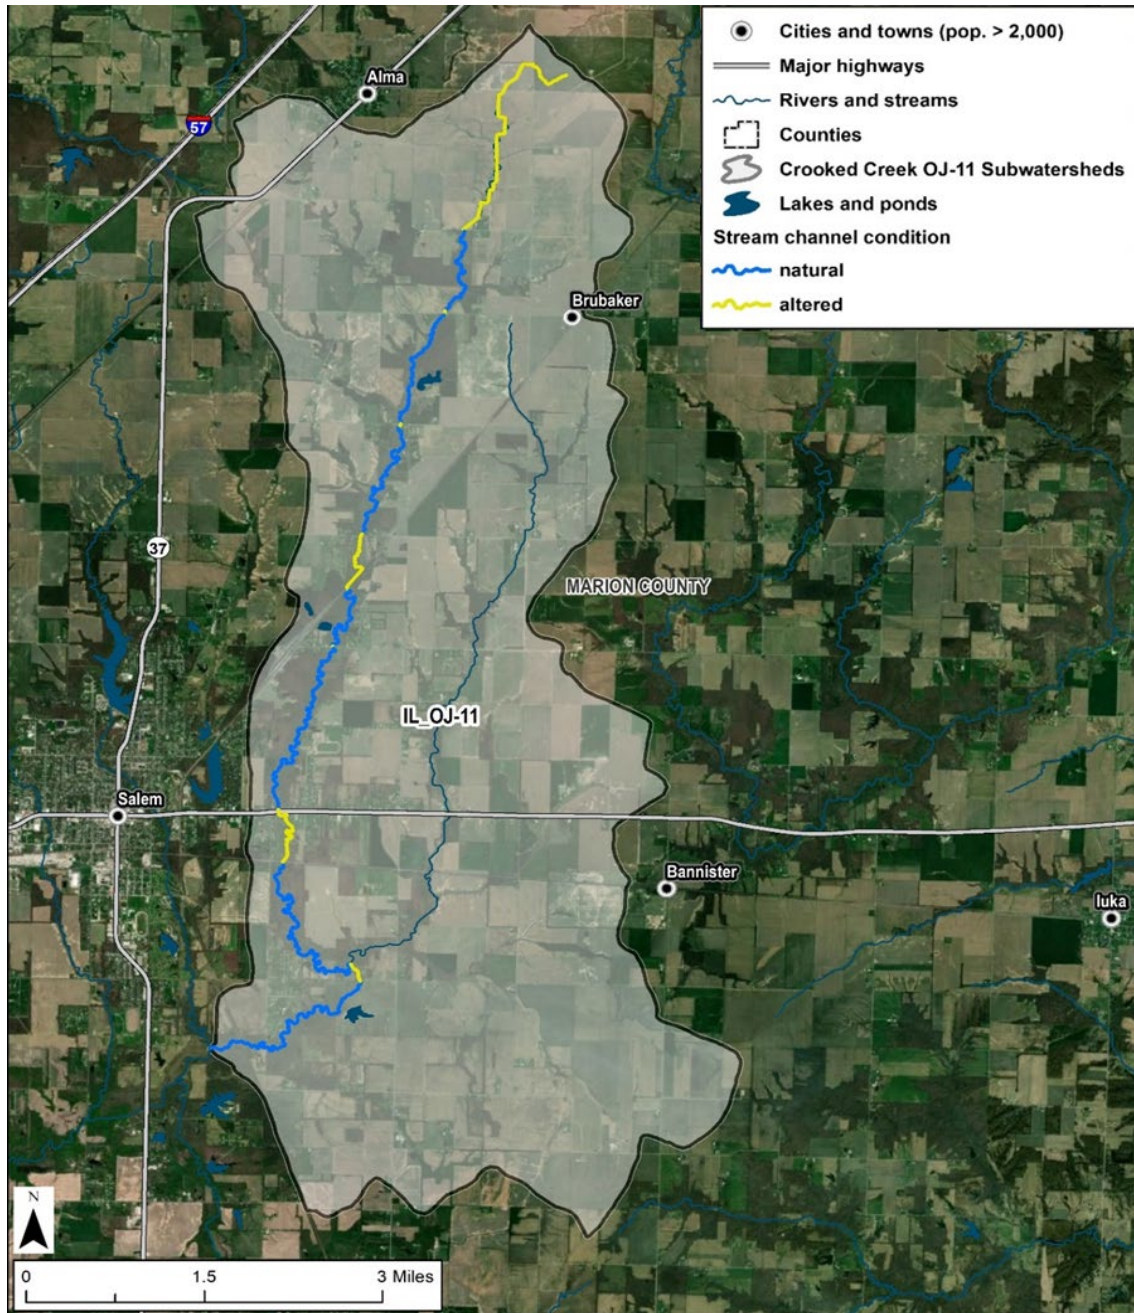 Cities and towns (pop. > 2,000)
Major highways
Rivers and streams
Counties
Crooked Creek OJ-11 Subwatersheds
Lakes and ponds
Stream channel condition
natural
altered
Alma
57
Brubaker
37
MARION COUNTY
IL_OJ-11
Salem
Bannister
Iuka
N
0 1.5 3 Miles